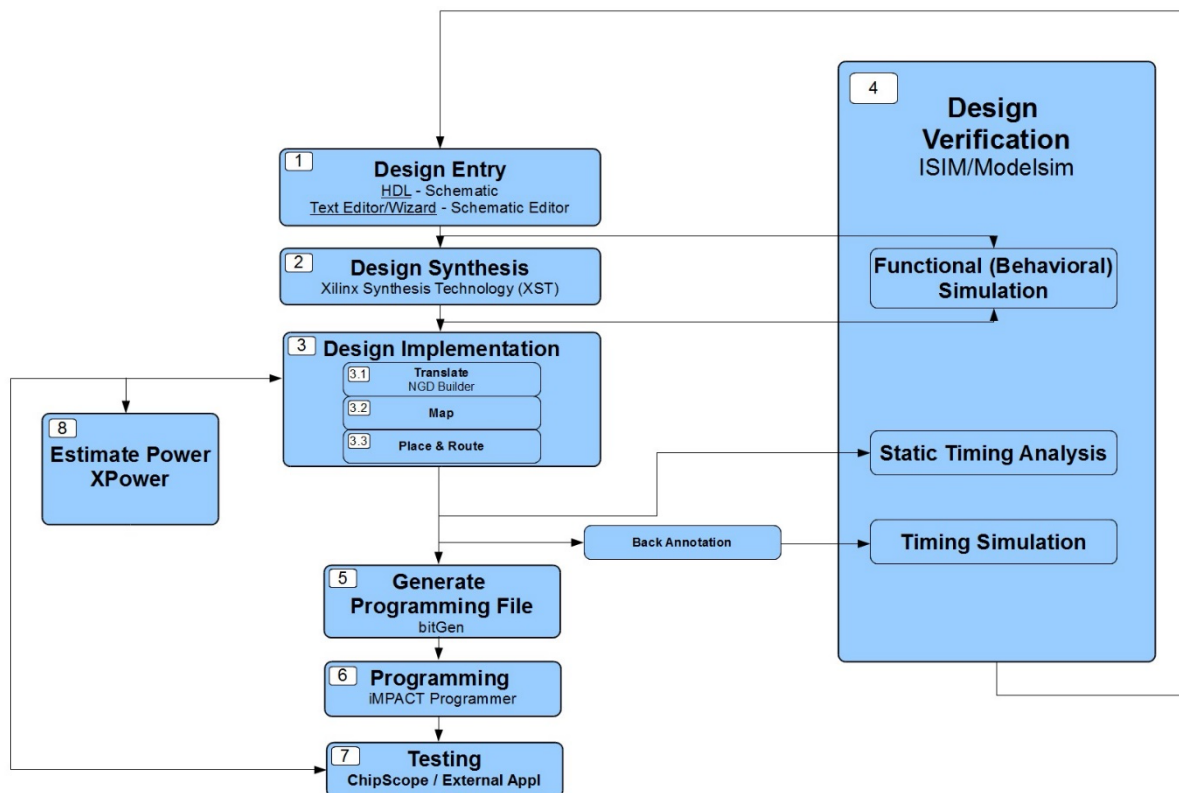 4
Design
Verification
ISIM/Modelsim
1
Design Entry
HDL - Schematic
Text Editor/Wizard - Schematic Editor
2
Design Synthesis
Xilinx Synthesis Technology (XST)
Functional (Behavioral)
Simulation
3
Design Implementation
3.1
Translate
NGD Builder
3.2
Map
3.3
Place & Route
8
Estimate Power
XPower
Static Timing Analysis
Back Annotation
Timing Simulation
5
Generate
Programming File
bitGen
6
Programming
iMPACT Programmer
7
Testing
ChipScope / External Appl